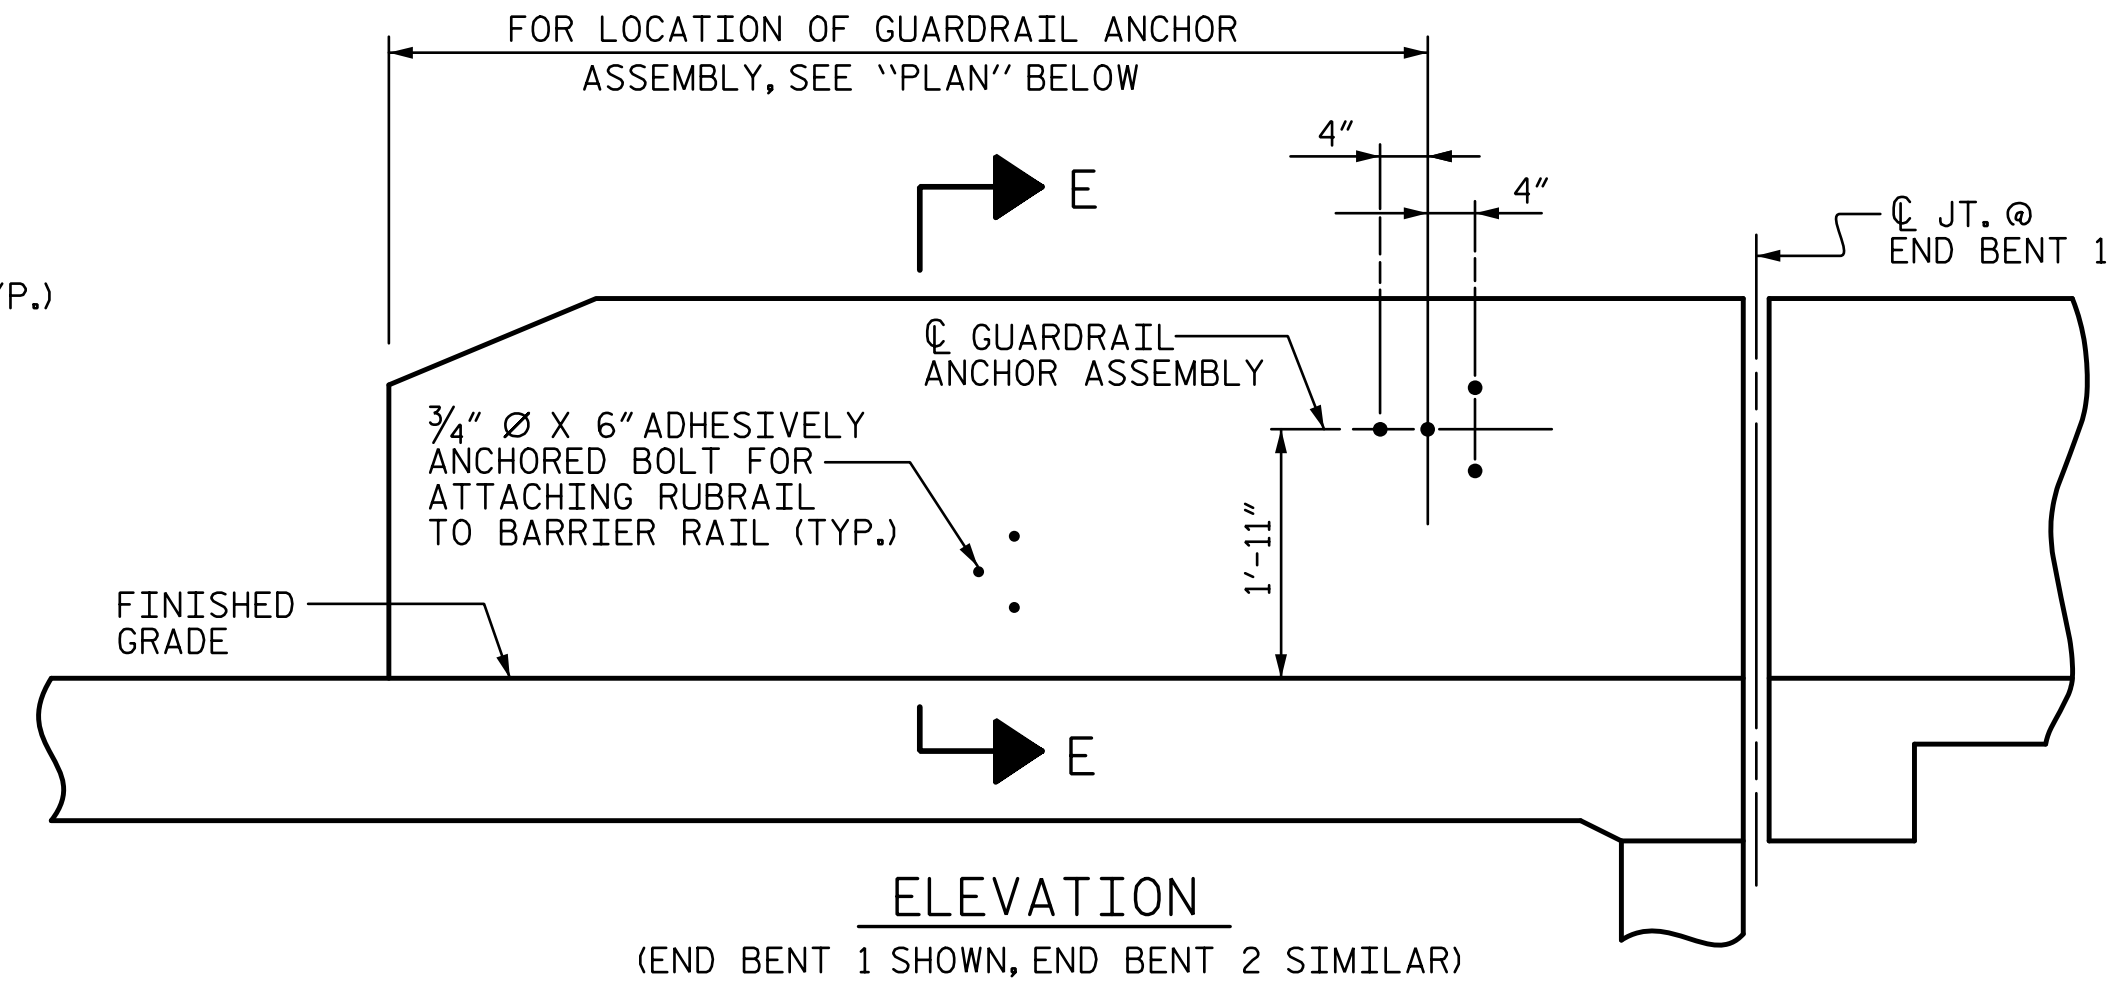 FOR LOCATION OF GUARDRAIL ANCHOR
ASSEMBLY, SEE "PLAN" BELOW
4"
E
4"
℄ JT. @
END BENT 1
P.)
℄ GUARDRAIL
ANCHOR ASSEMBLY
3/4" Ø X 6" ADHESIVELY
ANCHORED BOLT FOR
ATTACHING RUBRAIL
TO BARRIER RAIL (TYP.)
1'-11"
FINISHED
GRADE
E
ELEVATION
(END BENT 1 SHOWN, END BENT 2 SIMILAR)